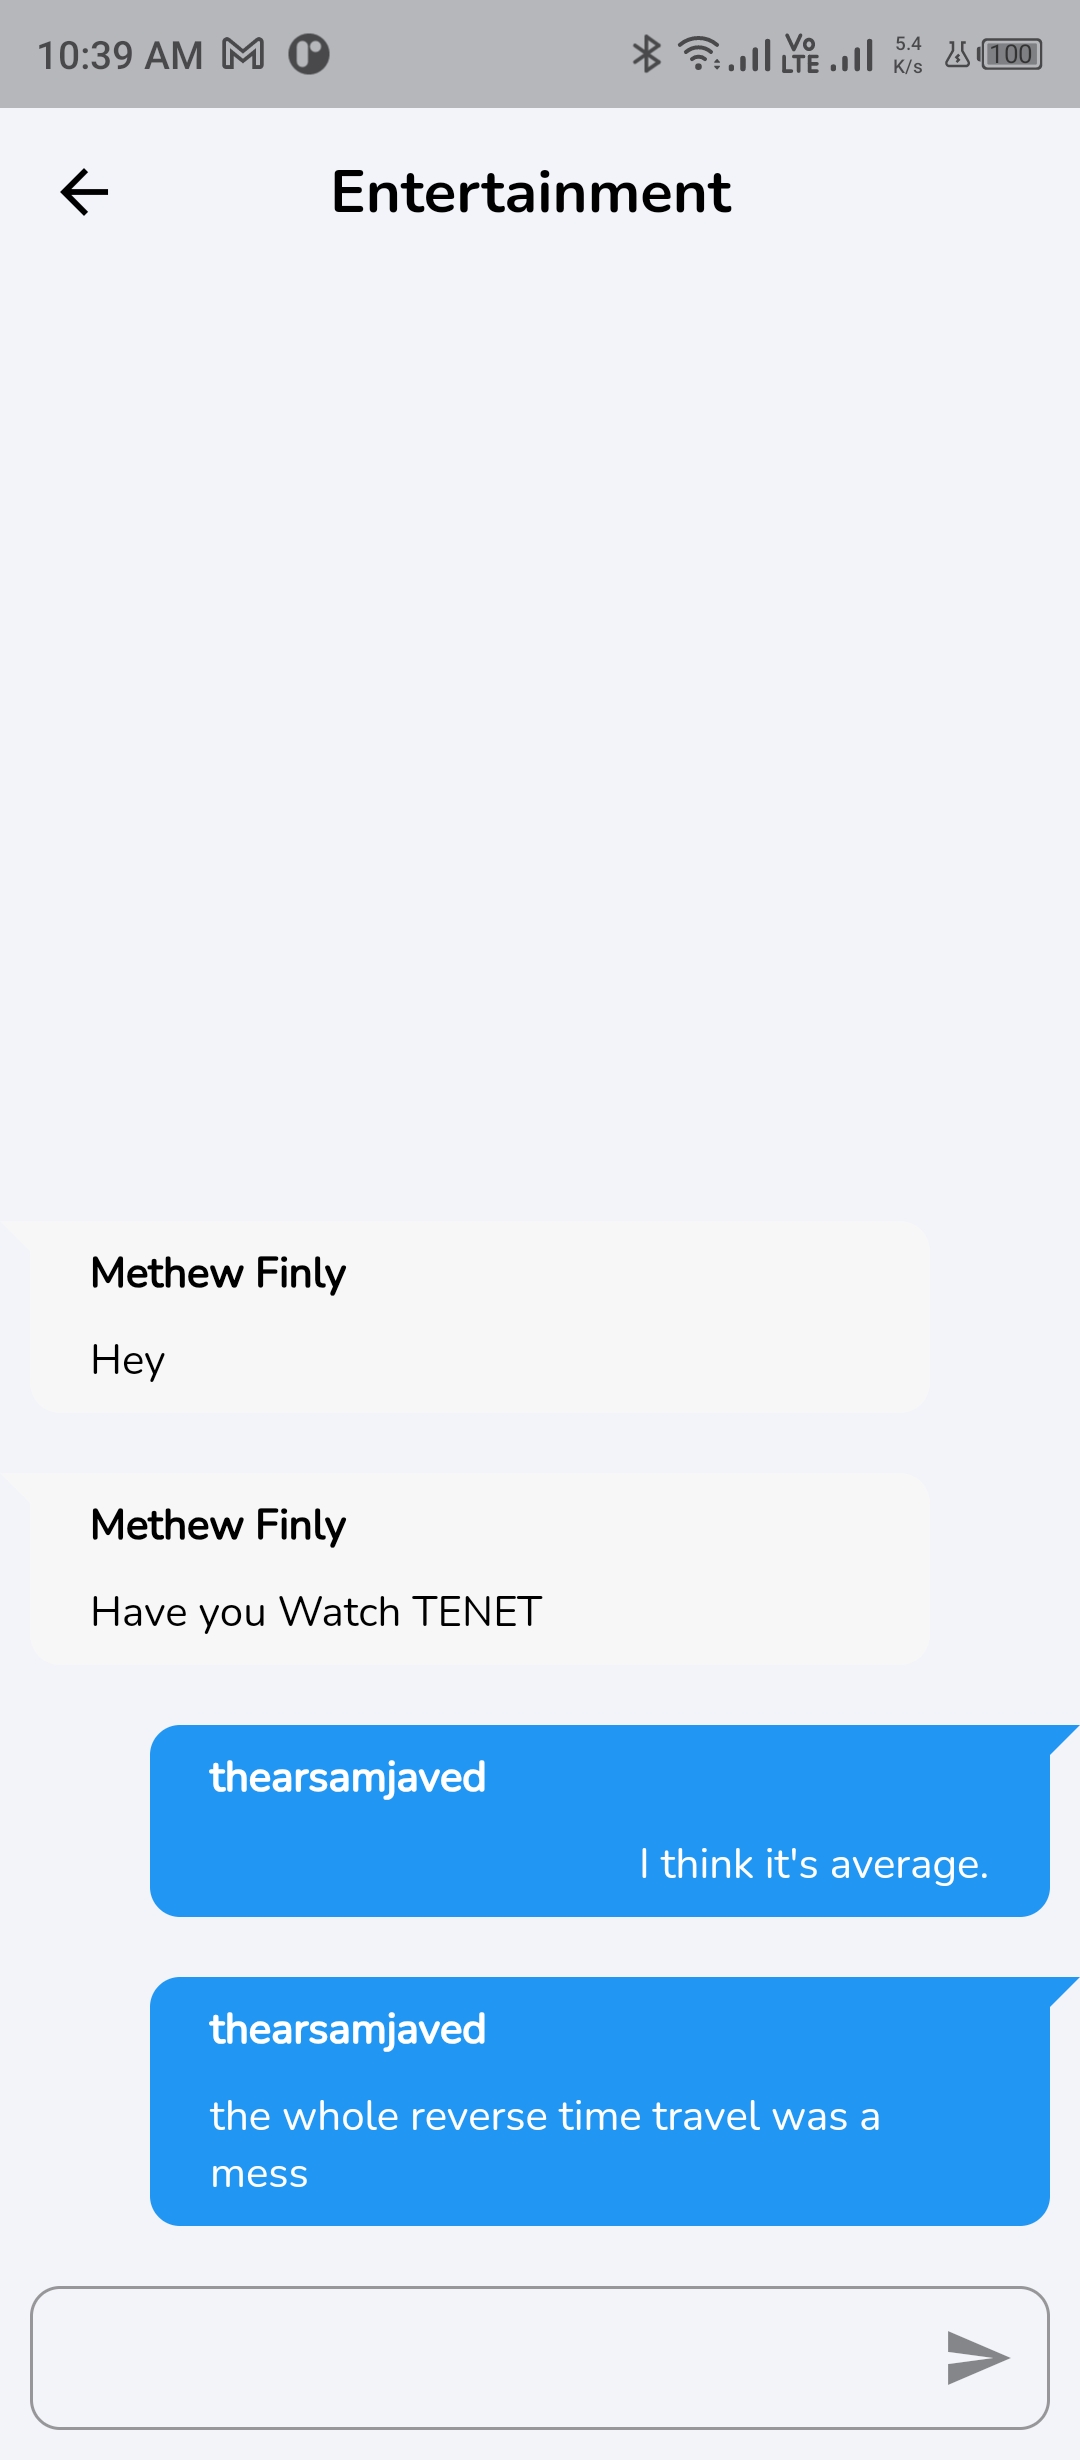 10:39 AM
Vo
LTE
5.4
K/s
100
Entertainment
Methew Finly
Hey
Methew Finly
Have you Watch TENET
thearsamjaved
I think it's average.
thearsamjaved
the whole reverse time travel was a
mess